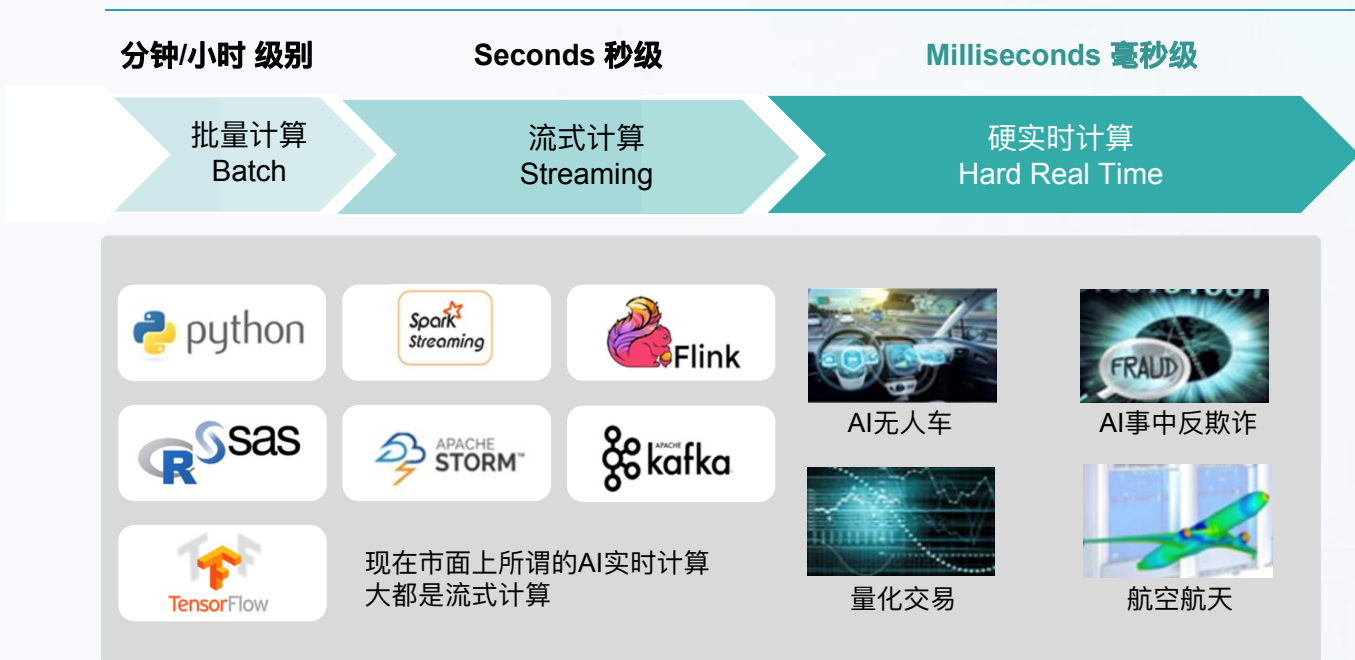 分钟/小时 级别
Seconds 秒级
Milliseconds 毫秒级
批量计算
Batch
流式计算
Streaming
硬实时计算
Hard Real Time
python
Spark
Streaming
Flink
R
sas
APACHE
STORM™
APACHE
kafka
TensorFlow
现在市面上所谓的AI实时计算
大都是流式计算
FRAUD
AI无人车
AI事中反欺诈
量化交易
航空航天